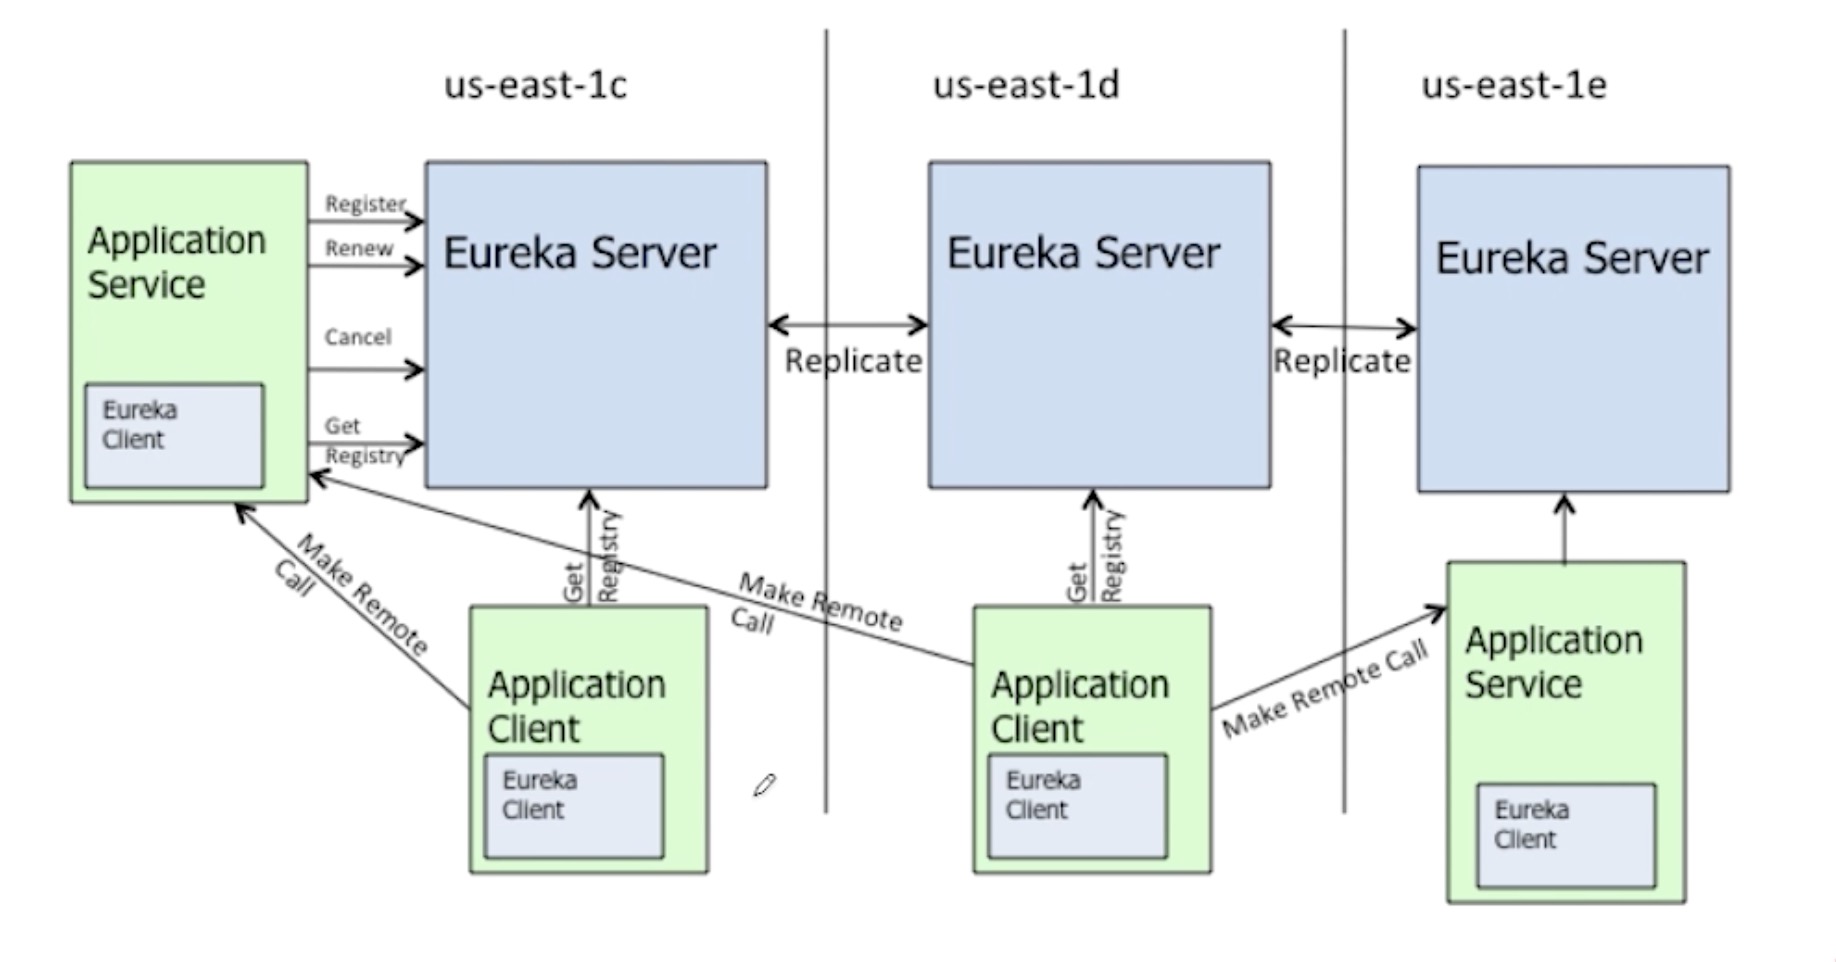 us-east-1c
us-east-1d
us-east-1e
Application
Service
Eureka
Client
Register
Renew
Cancel
Get
Registry
Eureka Server
Replicate
Eureka Server
Replicate
Eureka Server
Make Remote
Call
Get
Registry
Make Remote
Call
Get
Registry
Make Remote Call
Application
Client
Eureka
Client
Application
Client
Eureka
Client
Application
Service
Eureka
Client